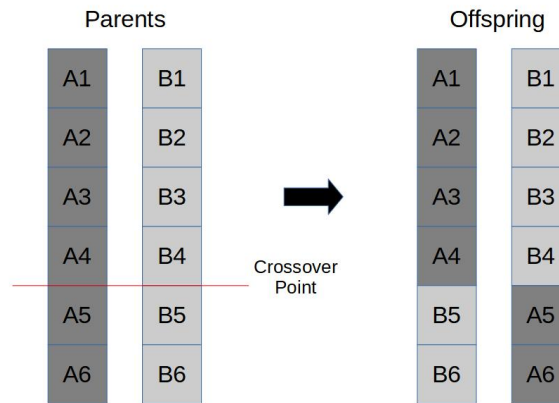 Parents
Offspring
A1 B1 A1 B1
A2 B2 A2 B2
A3 B3 A3 B3
A4 B4 A4 B4
Crossover
Point
A5 B5 B5 A5
A6 B6 B6 A6